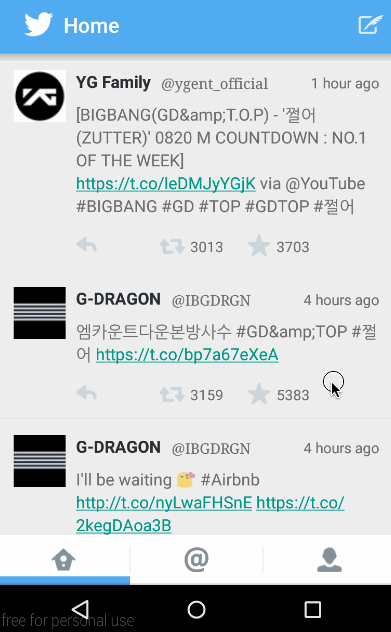 Home
YG Family @ygent_official 1 hour ago
[BIGBANG(GD&amp;T.O.P) - '쩔어
(ZUTTER)' 0820 M COUNTDOWN : NO.1
OF THE WEEK]
https://t.co/leDMJyYGjK via @YouTube
#BIGBANG #GD #TOP #GDTOP #쩔어
3013 3703
G-DRAGON @IBGDRGN 4 hours ago
엠카운트다운본방사수 #GD&amp;TOP #쩔
어 https://t.co/bp7a67eXeA
3159 5383
G-DRAGON @IBGDRGN 4 hours ago
I'll be waiting 😘 #Airbnb
http://t.co/nyLwaFHSnE https://t.co/
2kegDAoa3B
@
free for personal use